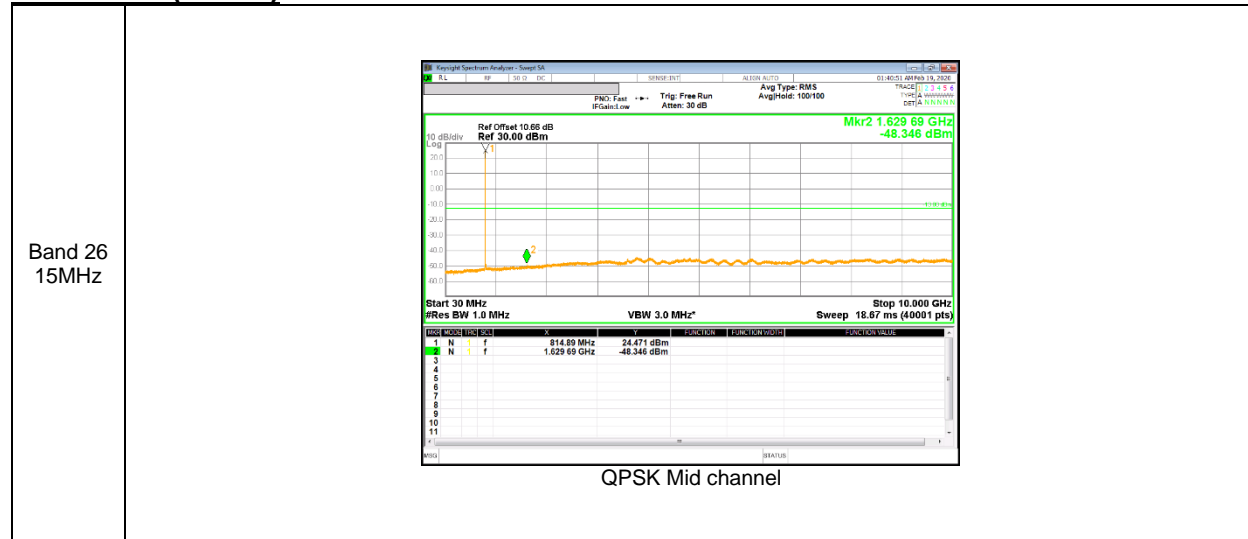 Band 26
15MHz
Keysight Spectrum Analyzer - Swept SA
RL RF 50 Ω DC SENSE:INT ALIGN AUTO 01:40:51 AM Feb 19, 2020
PNO: Fast Trig: Free Run Avg Type: RMS TRACE 1 2 3 4 5 6
IFGain:Low Atten: 30 dB Avg|Hold: 100/100 TYPE A WWWWW
DET A N N N N N
Mkr2 1.629 69 GHz
-48.346 dBm
Ref Offset 10.66 dB
10 dB/div Ref 30.00 dBm
Log
1
20.0
10.0
0.00
-10.0
-20.0
-30.0
-40.0
2
-50.0
-60.0
Start 30 MHz Stop 10.000 GHz
#Res BW 1.0 MHz VBW 3.0 MHz* Sweep 18.67 ms (40001 pts)
MKR MODE TRC SCL X Y FUNCTION FUNCTION WIDTH FUNCTION VALUE
1 N 1 f 814.89 MHz 24.471 dBm
2 N 1 f 1.629 69 GHz -48.346 dBm
3
4
5
6
7
8
9
10
11
MSG STATUS
QPSK Mid channel